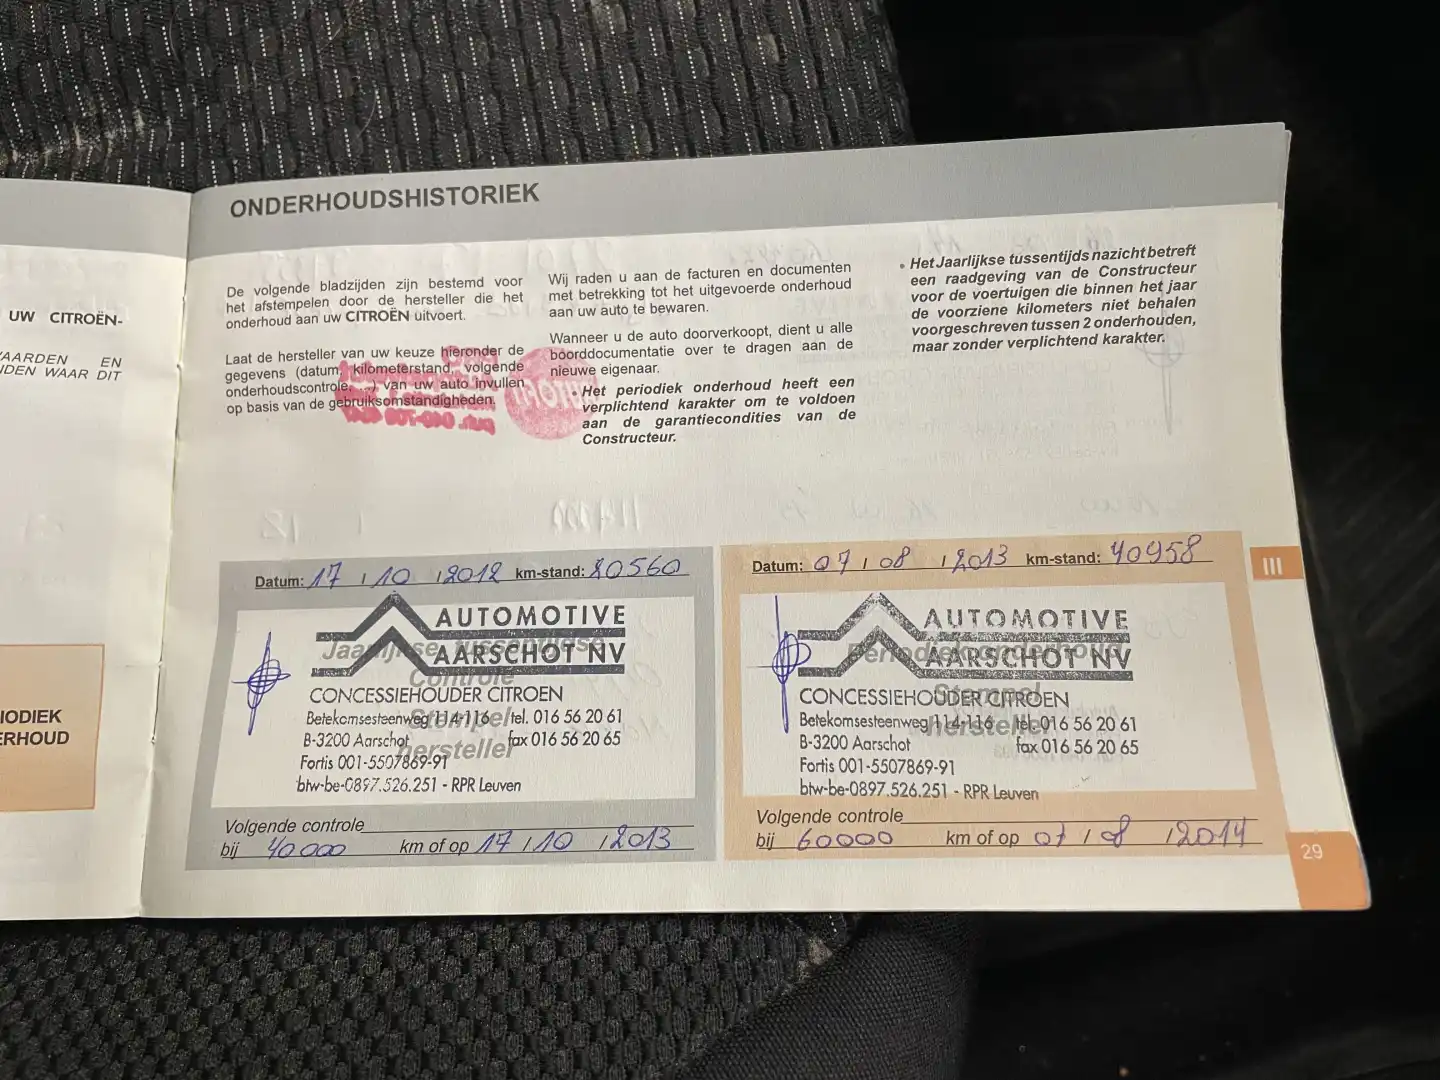 ONDERHOUDSHISTORIEK
UW CITROËN-
AARDEN EN
DEN WAAR DIT
IODIEK
ERHOUD
De volgende bladzijden zijn bestemd voor
het afstempelen door de hersteller die het
onderhoud aan uw CITROËN uitvoert.
Laat de hersteller van uw keuze hieronder de
gegevens (datum, kilometerstand, volgende
onderhoudscontrole, ...) van uw auto invullen
op basis van de gebruiksomstandigheden.
Wij raden u aan de facturen en documenten
met betrekking tot het uitgevoerde onderhoud
aan uw auto te bewaren.
Wanneer u de auto doorverkoopt, dient u alle
boorddocumentatie over te dragen aan de
nieuwe eigenaar.
• Het periodiek onderhoud heeft een
verplichtend karakter om te voldoen
aan de garantiecondities van de
Constructeur.
• Het Jaarlijkse tussentijds nazicht betreft
een raadgeving van de Constructeur
voor de voertuigen die binnen het jaar
de voorziene kilometers niet behalen
voorgeschreven tussen 2 onderhouden,
maar zonder verplichtend karakter.
Datum: 17 / 10 / 2012 km-stand: 20560
AUTOMOTIVE
Jaarlijkse tussentijdse
AARSCHOT NV
Controle
CONCESSIEHOUDER CITROEN
Stempel
Betekomsesteenweg 114-116 tel. 016 56 20 61
B-3200 Aarschot fax 016 56 20 65
hersteller
Fortis 001-5507869-91
btw-be-0897.526.251 - RPR Leuven
Volgende controle
bij 40000 km of op 17 / 10 / 2013
Datum: 07 / 08 / 2013 km-stand: 40958
AUTOMOTIVE
Periodiek onderhoud
AARSCHOT NV
Stempel
CONCESSIEHOUDER CITROEN
Betekomsesteenweg 114-116 tel. 016 56 20 61
hersteller
B-3200 Aarschot fax 016 56 20 65
Fortis 001-5507869-91
btw-be-0897.526.251 - RPR Leuven
Volgende controle
bij 60000 km of op 07 / 08 / 2014
III
29